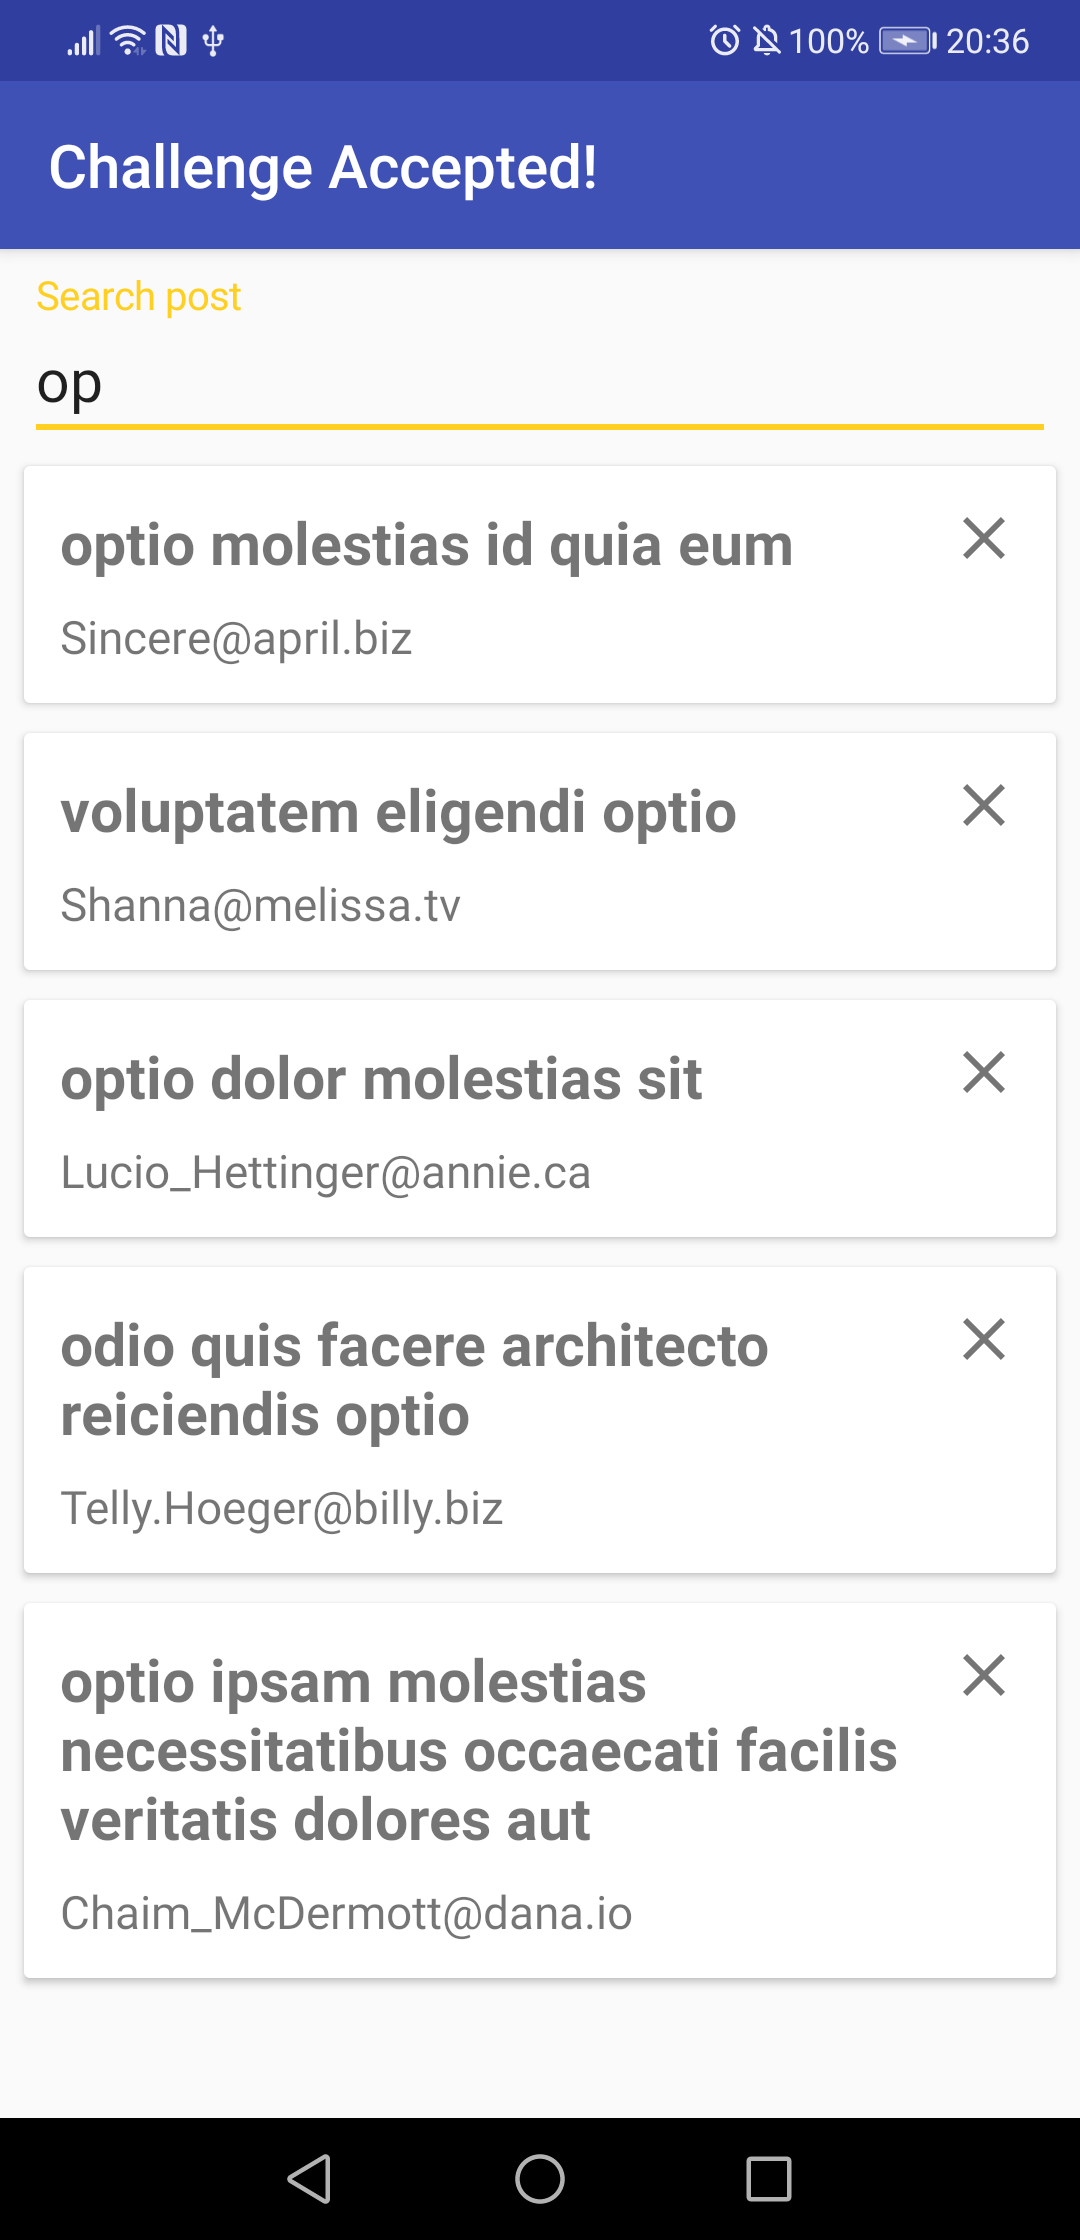 100% 20:36
Challenge Accepted!
Search post
op
optio molestias id quia eum
Sincere@april.biz
voluptatem eligendi optio
Shanna@melissa.tv
optio dolor molestias sit
Lucio_Hettinger@annie.ca
odio quis facere architecto
reiciendis optio
Telly.Hoeger@billy.biz
optio ipsam molestias
necessitatibus occaecati facilis
veritatis dolores aut
Chaim_McDermott@dana.io